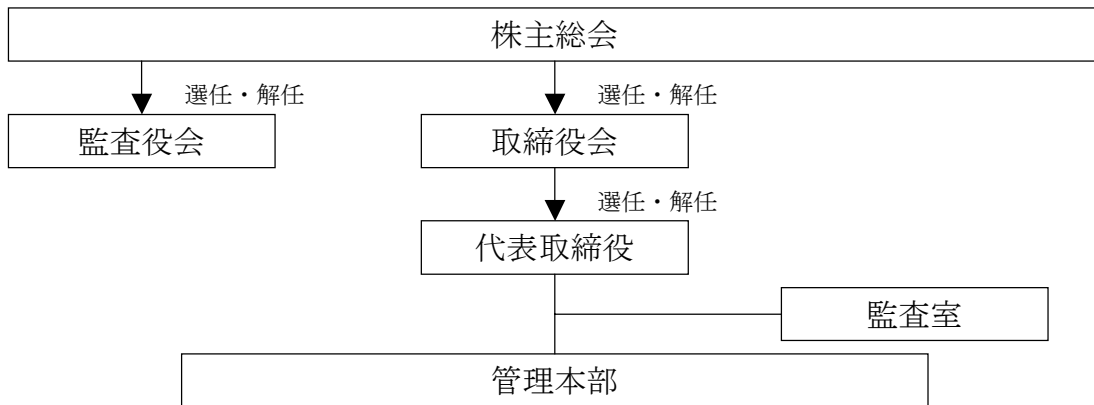 株主総会
選任・解任
選任・解任
監査役会
取締役会
選任・解任
代表取締役
監査室
管理本部